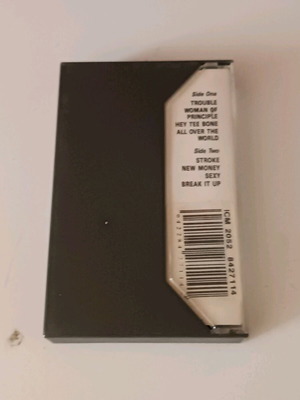 Side One
TROUBLE
WOMAN OF
PRINCIPLE
HEY TEE BONE
ALL OVER THE
WORLD
Side Two
STROKE
NEW MONEY
SEXY
BREAK IT UP
ICM 2052 8427114